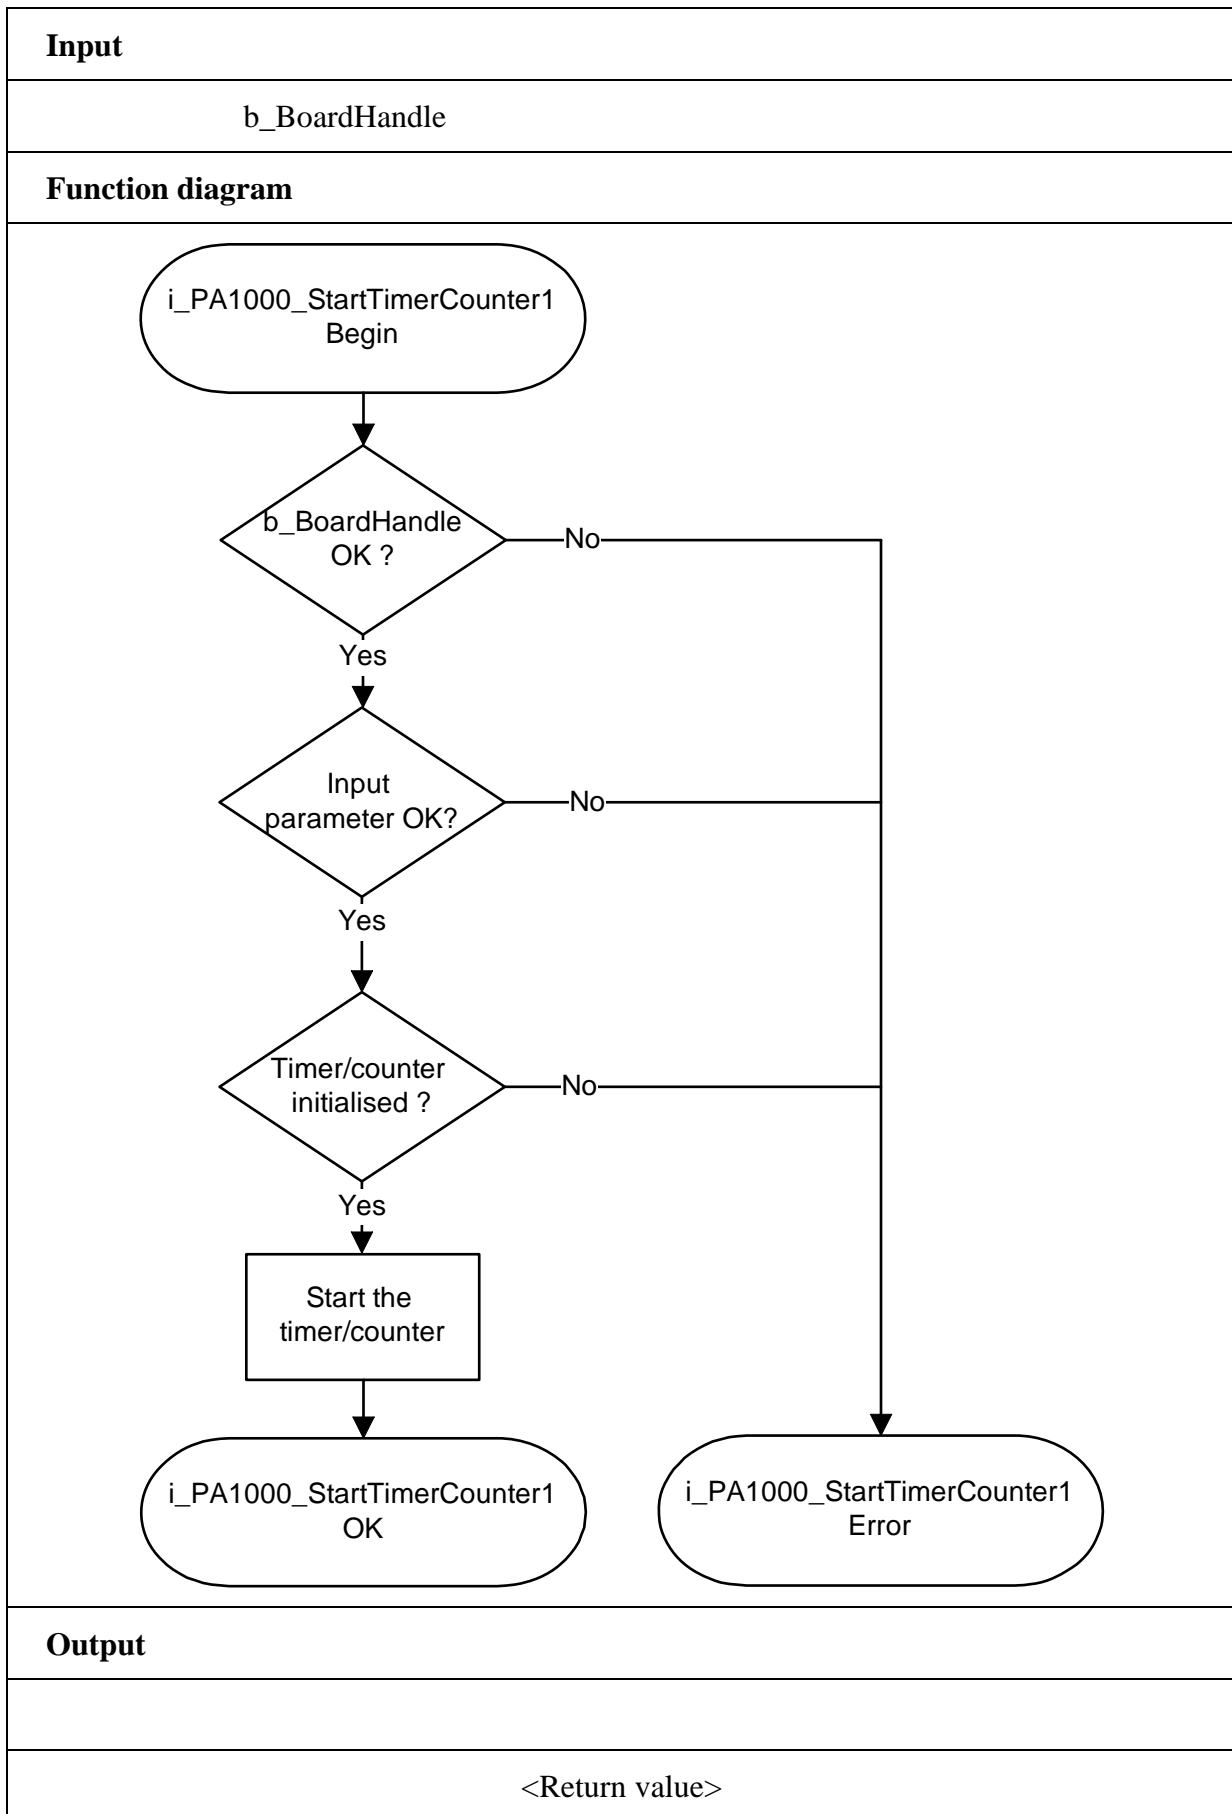 Input
b_BoardHandle
Function diagram
i_PA1000_StartTimerCounter1
Begin
b_BoardHandle
OK ?
No
Yes
Input
parameter OK?
No
Yes
Timer/counter
initialised ?
No
Yes
Start the
timer/counter
i_PA1000_StartTimerCounter1
OK
i_PA1000_StartTimerCounter1
Error
Output
<Return value>